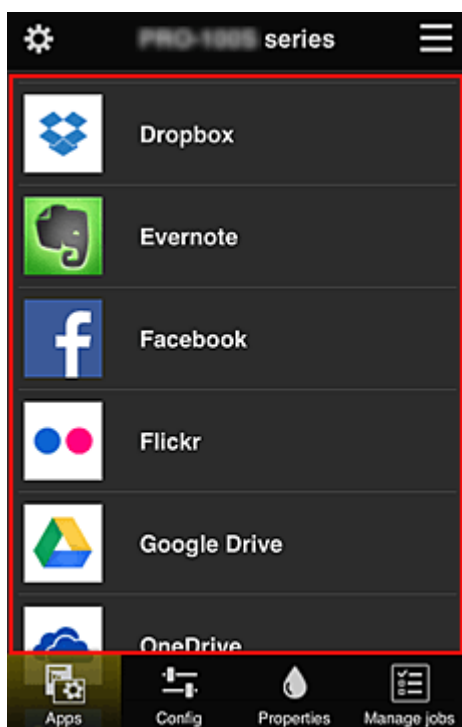 series
Dropbox
Evernote
Facebook
Flickr
Google Drive
OneDrive
Apps Config Properties Manage jobs